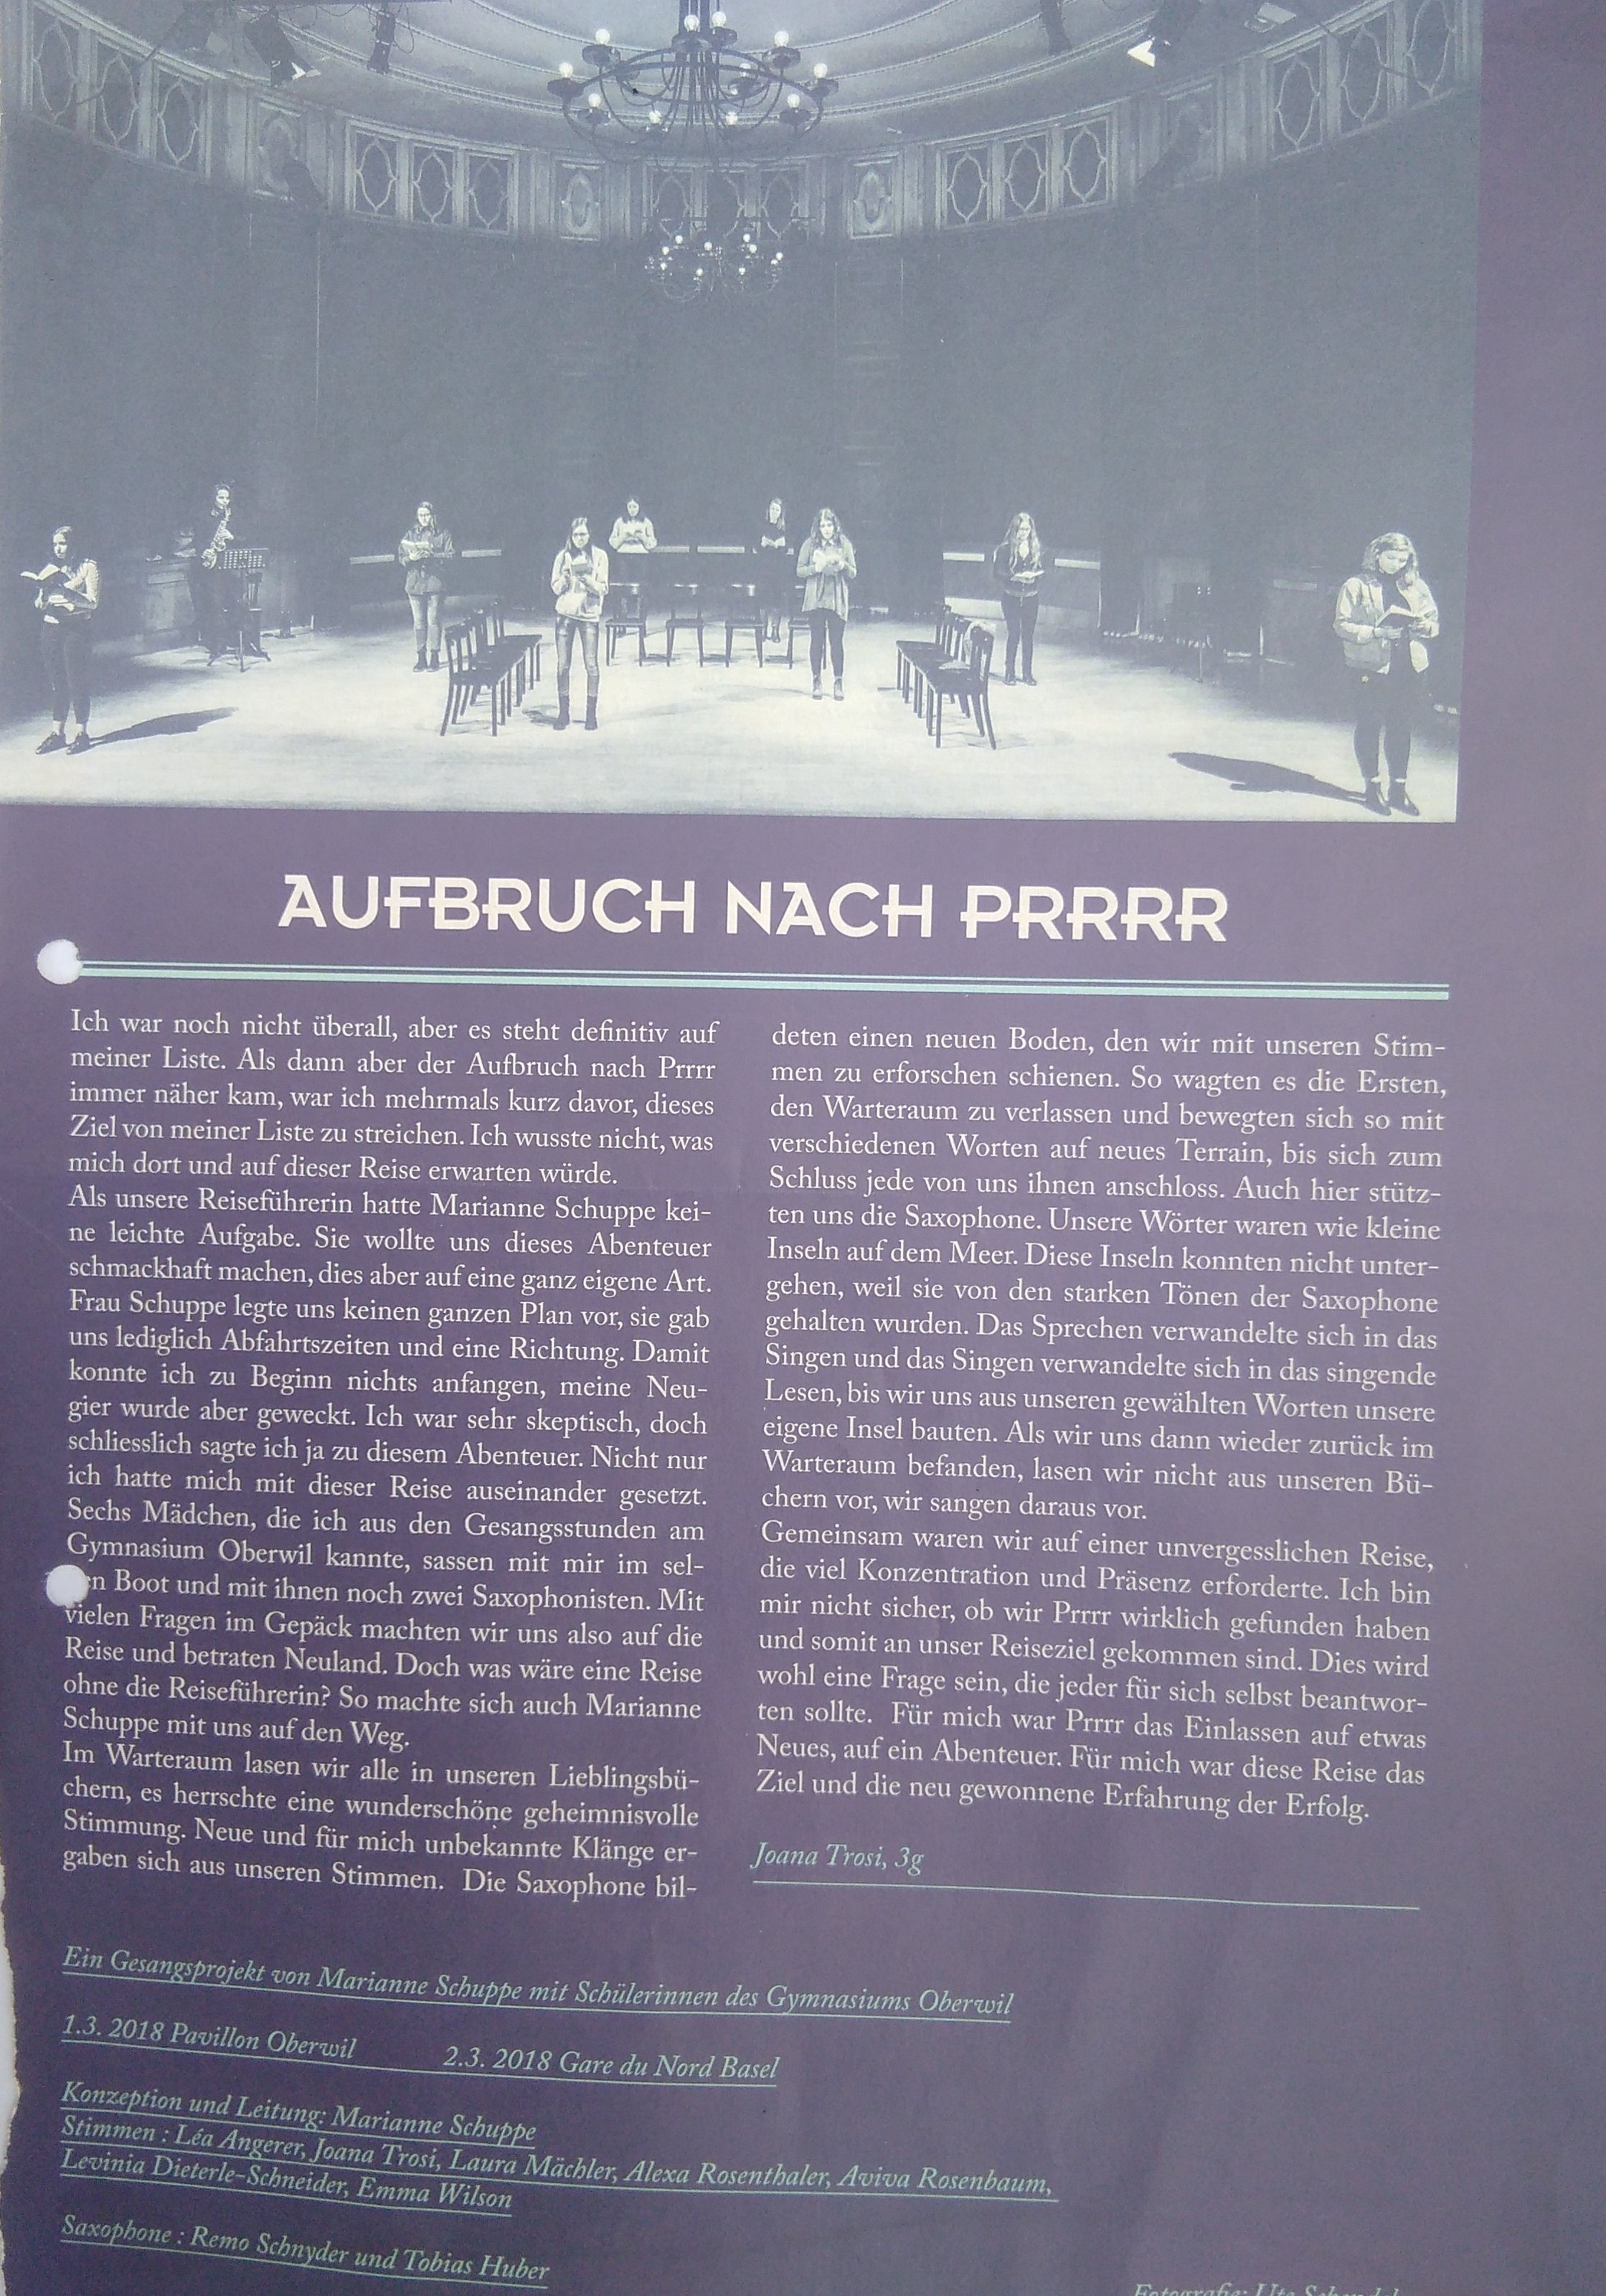 AUFBRUCH NACH PRRRR
Ich war noch nicht überall, aber es steht definitiv auf
meiner Liste. Als dann aber der Aufbruch nach Prrrr
immer näher kam, war ich mehrmals kurz davor, dieses
Ziel von meiner Liste zu streichen. Ich wusste nicht, was
mich dort und auf dieser Reise erwarten würde.
Als unsere Reiseführerin hatte Marianne Schuppe kei-
ne leichte Aufgabe. Sie wollte uns dieses Abenteuer
schmackhaft machen, dies aber auf eine ganz eigene Art.
Frau Schuppe legte uns keinen ganzen Plan vor, sie gab
uns lediglich Abfahrtszeiten und eine Richtung. Damit
konnte ich zu Beginn nichts anfangen, meine Neu-
gier wurde aber geweckt. Ich war sehr skeptisch, doch
schliesslich sagte ich ja zu diesem Abenteuer. Nicht nur
ich hatte mich mit dieser Reise auseinander gesetzt.
Sechs Mädchen, die ich aus den Gesangsstunden am
Gymnasium Oberwil kannte, sassen mit mir im sel-
n Boot und mit ihnen noch zwei Saxophonisten. Mit
vielen Fragen im Gepäck machten wir uns also auf die
Reise und betraten Neuland. Doch was wäre eine Reise
ohne die Reiseführerin? So machte sich auch Marianne
Schuppe mit uns auf den Weg.
Im Warteraum lasen wir alle in unseren Lieblingsbü-
chern, es herrschte eine wunderschöne geheimnisvolle
Stimmung. Neue und für mich unbekannte Klänge er-
gaben sich aus unseren Stimmen. Die Saxophone bil-
deten einen neuen Boden, den wir mit unseren Stim-
men zu erforschen schienen. So wagten es die Ersten,
den Warteraum zu verlassen und bewegten sich so mit
verschiedenen Worten auf neues Terrain, bis sich zum
Schluss jede von uns ihnen anschloss. Auch hier stütz-
ten uns die Saxophone. Unsere Wörter waren wie kleine
Inseln auf dem Meer. Diese Inseln konnten nicht unter-
gehen, weil sie von den starken Tönen der Saxophone
gehalten wurden. Das Sprechen verwandelte sich in das
Singen und das Singen verwandelte sich in das singende
Lesen, bis wir uns aus unseren gewählten Worten unsere
eigene Insel bauten. Als wir uns dann wieder zurück im
Warteraum befanden, lasen wir nicht aus unseren Bü-
chern vor, wir sangen daraus vor.
Gemeinsam waren wir auf einer unvergesslichen Reise,
die viel Konzentration und Präsenz erforderte. Ich bin
mir nicht sicher, ob wir Prrrr wirklich gefunden haben
und somit an unser Reiseziel gekommen sind. Dies wird
wohl eine Frage sein, die jeder für sich selbst beantwor-
ten sollte. Für mich war Prrrr das Einlassen auf etwas
Neues, auf ein Abenteuer. Für mich war diese Reise das
Ziel und die neu gewonnene Erfahrung der Erfolg.
Joana Trosi, 3g
Ein Gesangsprojekt von Marianne Schuppe mit Schülerinnen des Gymnasiums Oberwil
1.3. 2018 Pavillon Oberwil 2.3. 2018 Gare du Nord Basel
Konzeption und Leitung: Marianne Schuppe
Stimmen : Léa Angerer, Joana Trosi, Laura Mächler, Alexa Rosenthaler, Aviva Rosenbaum,
Levinia Dieterle-Schneider, Emma Wilson
Saxophone : Remo Schnyder und Tobias Huber
Fotografie: Ute